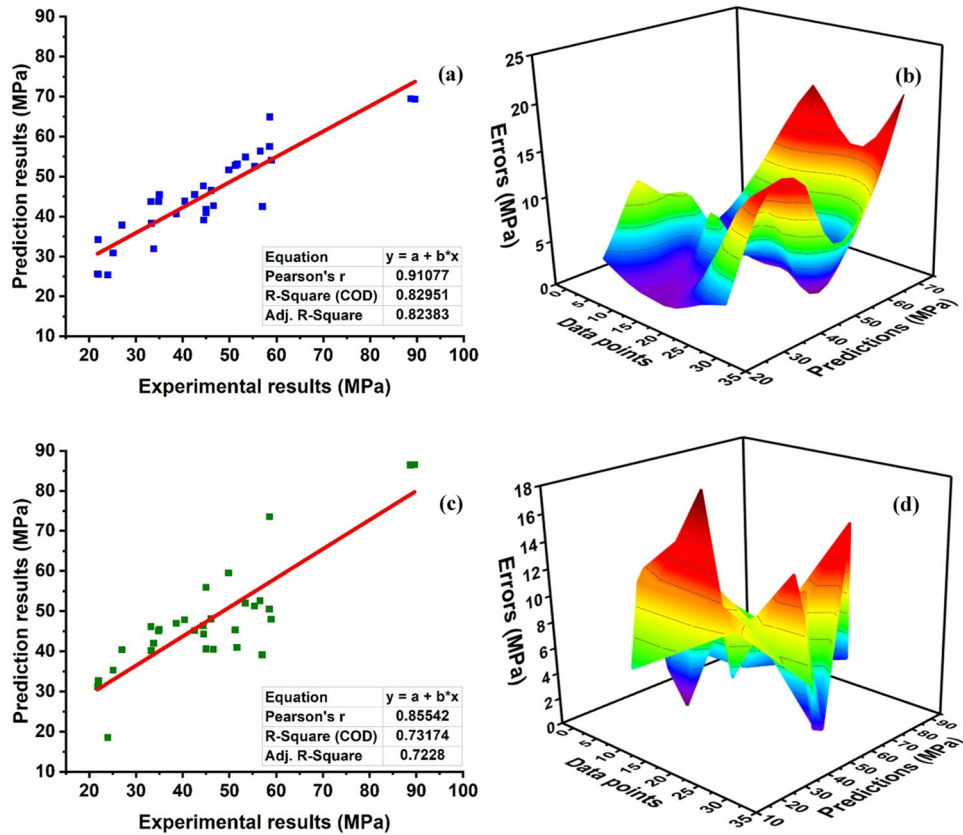 (a)
Prediction results (MPa)
90
80
70
60
50
40
30
20
10
Equation y = a + b*x
Pearson's r 0.91077
R-Square (COD) 0.82951
Adj. R-Square 0.82383
20 30 40 50 60 70 80 90 100
Experimental results (MPa)
(b)
Errors (MPa)
25
20
15
10
5
0
0 5 10 15 20 25 30 35
Data points
20 30 40 50 60 70
Predictions (MPa)
(c)
Prediction results (MPa)
90
80
70
60
50
40
30
20
10
Equation y = a + b*x
Pearson's r 0.85542
R-Square (COD) 0.73174
Adj. R-Square 0.7228
20 30 40 50 60 70 80 90 100
Experimental results (MPa)
(d)
Errors (MPa)
18
16
14
12
10
8
6
4
2
0
0 5 10 15 20 25 30 35
Data points
10 20 30 40 50 60 70 80 90
Predictions (MPa)